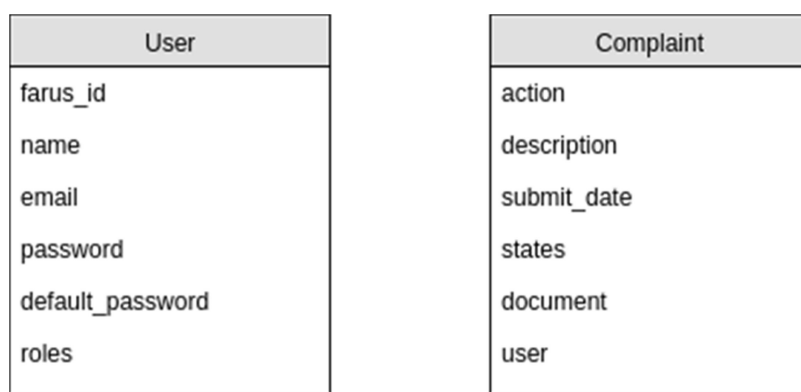 User
farus_id
name
email
password
default_password
roles
Complaint
action
description
submit_date
states
document
user